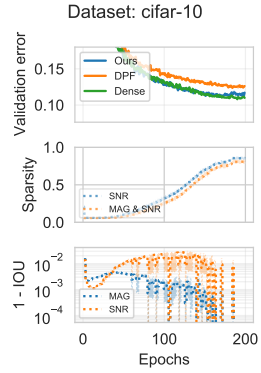 Dataset: cifar-10
Validation error
0.15
0.10
Ours
DPF
Dense
Sparsity
1.0
0.5
0.0
SNR
MAG & SNR
1 - IOU
10⁻²
10⁻³
10⁻⁴
MAG
SNR
0 100 200
Epochs